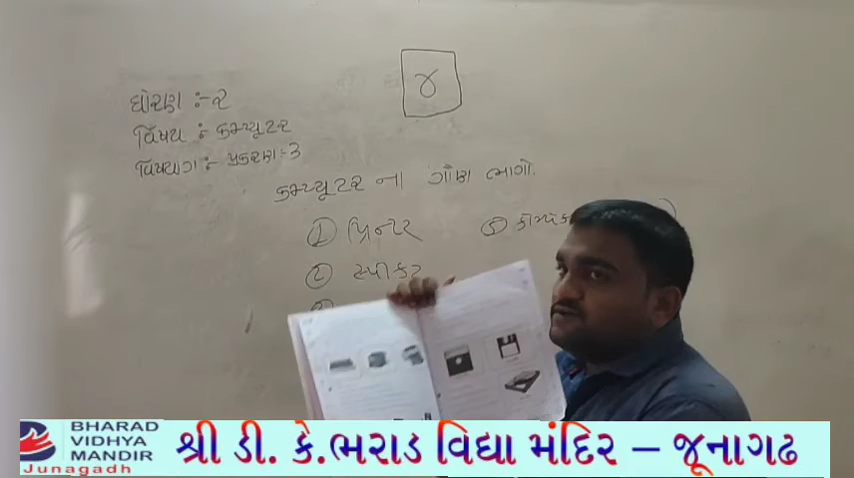 ૪
ધોરણ :- ૨
વિષય :- કમ્પ્યૂટર
વિષયાગ :- પ્રકરણ :- ૩
કમ્પ્યૂટર ના ગૌણ ભાગો.
① પ્રિન્ટર
② સ્પીકર
BHARAD
VIDHYA
MANDIR
Junagadh
શ્રી ડી. કે.ભરાડ વિદ્યા મંદિર – જૂનાગઢ